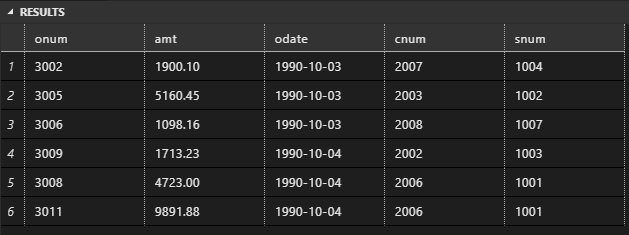 RESULTS
onum amt odate cnum snum
1 3002 1900.10 1990-10-03 2007 1004
2 3005 5160.45 1990-10-03 2003 1002
3 3006 1098.16 1990-10-03 2008 1007
4 3009 1713.23 1990-10-04 2002 1003
5 3008 4723.00 1990-10-04 2006 1001
6 3011 9891.88 1990-10-04 2006 1001